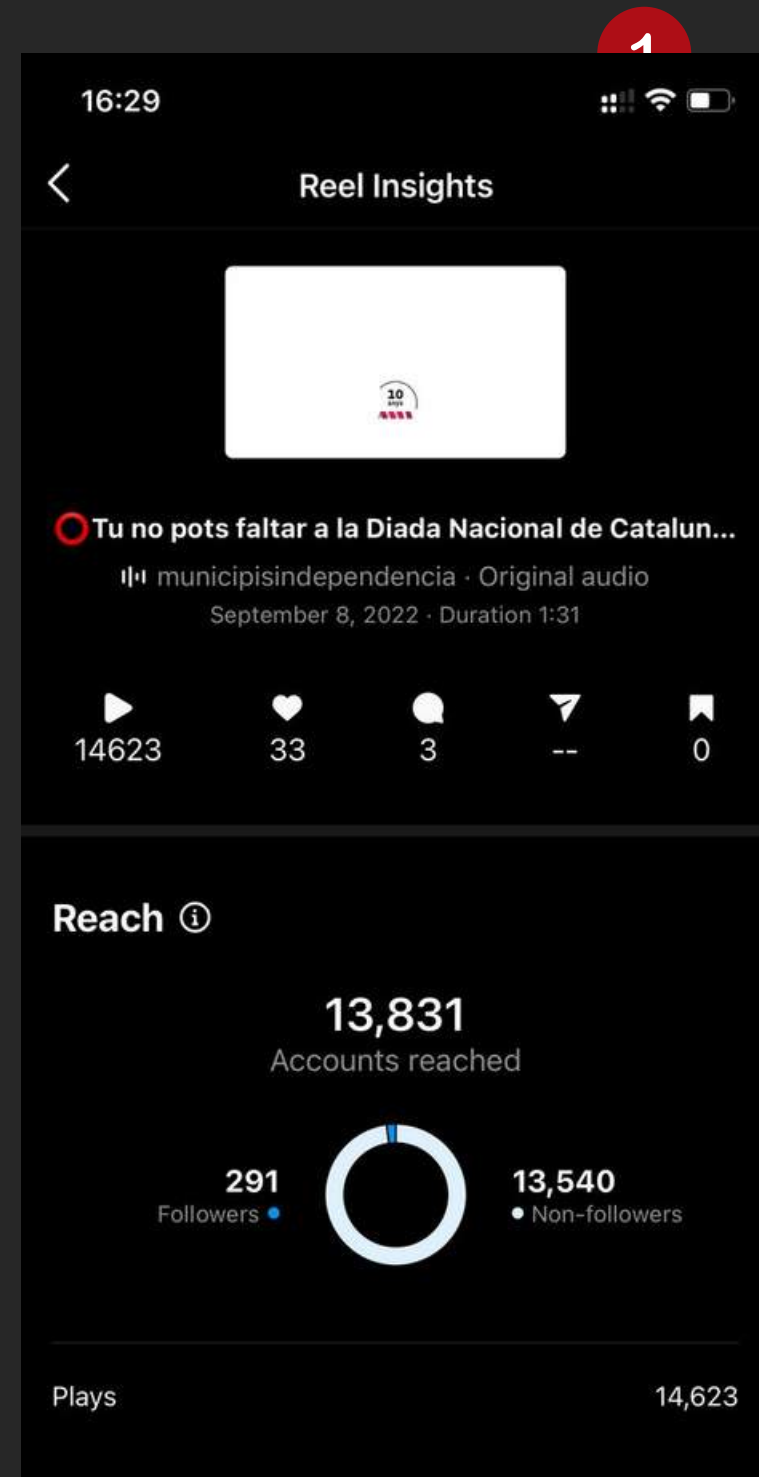 1
16:29
Reel Insights
10
anys
Tu no pots faltar a la Diada Nacional de Catalun...
municipisindependencia · Original audio
September 8, 2022 · Duration 1:31
14623 33 3 -- 0
Reach
13,831
Accounts reached
291 13,540
Followers Non-followers
Plays 14,623